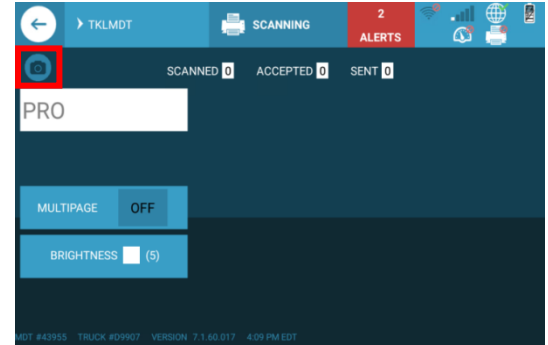 TKLMDT SCANNING 2 ALERTS
SCANNED 0 ACCEPTED 0 SENT 0
PRO
MULTIPAGE OFF
BRIGHTNESS (5)
MDT #43955 TRUCK #D9907 VERSION 7.1.60.017 4:09 PM EDT